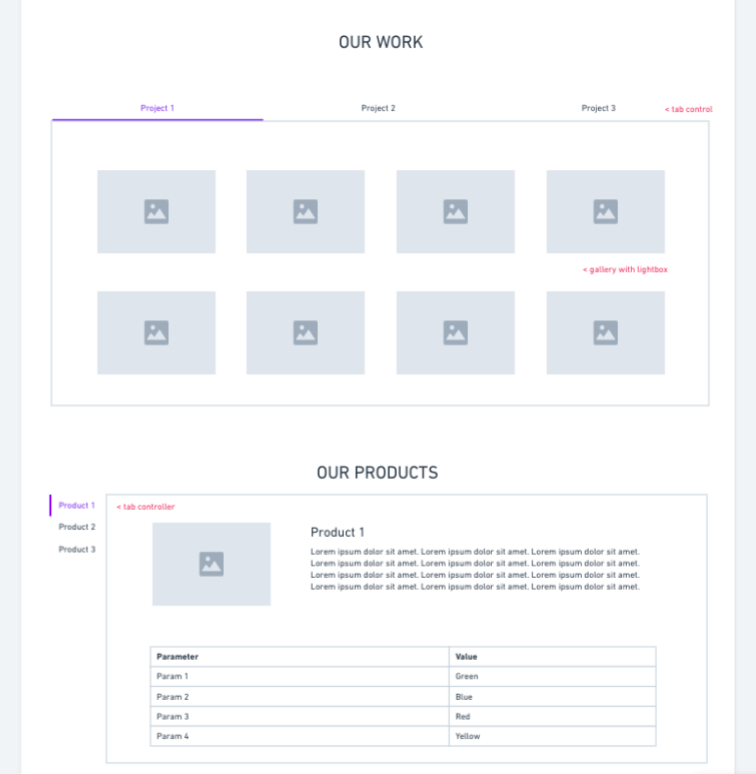 OUR WORK
Project 1 Project 2 Project 3 < tab control
< gallery with lightbox
OUR PRODUCTS
Product 1 < tab controller
Product 2
Product 3
Product 1
Lorem ipsum dolor sit amet. Lorem ipsum dolor sit amet. Lorem ipsum dolor sit amet.
Lorem ipsum dolor sit amet. Lorem ipsum dolor sit amet. Lorem ipsum dolor sit amet.
Lorem ipsum dolor sit amet. Lorem ipsum dolor sit amet. Lorem ipsum dolor sit amet.
Lorem ipsum dolor sit amet. Lorem ipsum dolor sit amet. Lorem ipsum dolor sit amet.
Parameter Value
Param 1 Green
Param 2 Blue
Param 3 Red
Param 4 Yellow